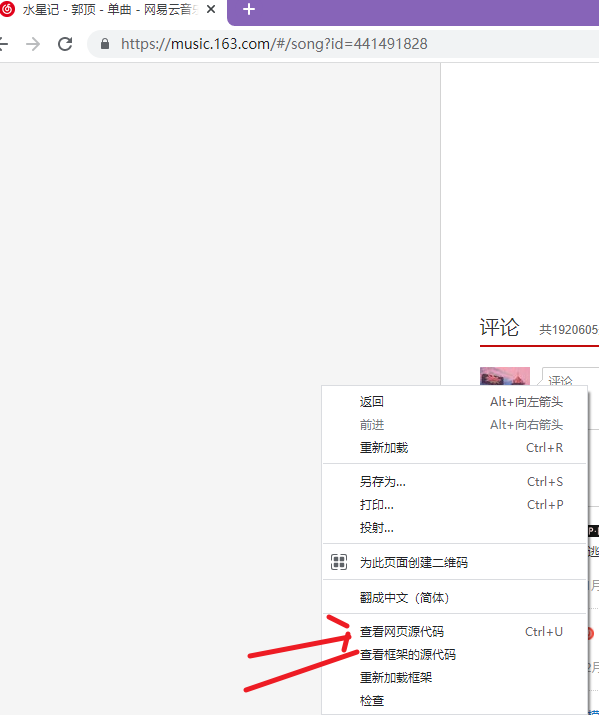 水星记 - 郭顶 - 单曲 - 网易云音乐
https://music.163.com/#/song?id=441491828
评论 共1920605
评论
返回 Alt+向左箭头
前进 Alt+向右箭头
重新加载 Ctrl+R
另存为... Ctrl+S
打印... Ctrl+P
投射...
为此页面创建二维码
翻成中文（简体）
查看网页源代码 Ctrl+U
查看框架的源代码
重新加载框架
检查